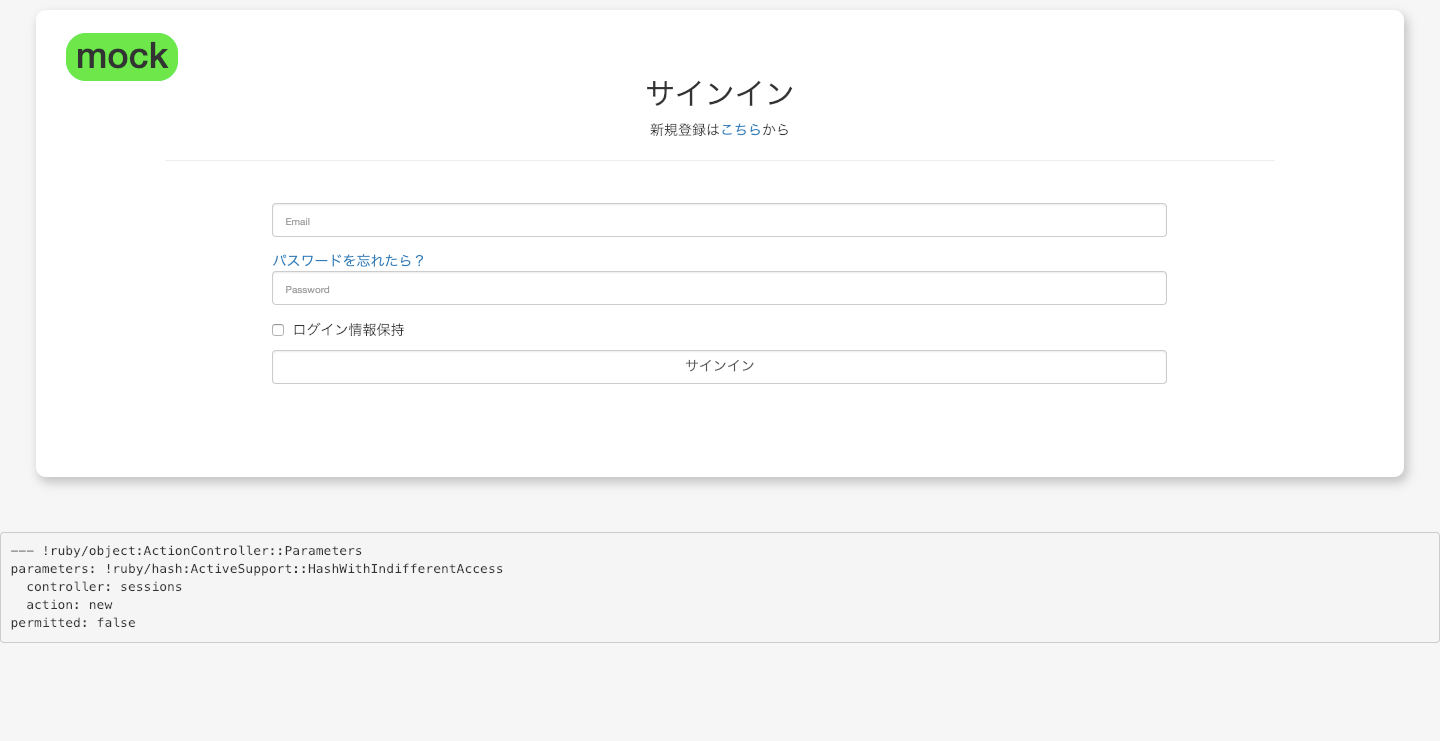 mock
サインイン
新規登録はこちらから
Email
パスワードを忘れたら？
Password
ログイン情報保持
サインイン
--- !ruby/object:ActionController::Parameters
parameters: !ruby/hash:ActiveSupport::HashWithIndifferentAccess
  controller: sessions
  action: new
permitted: false